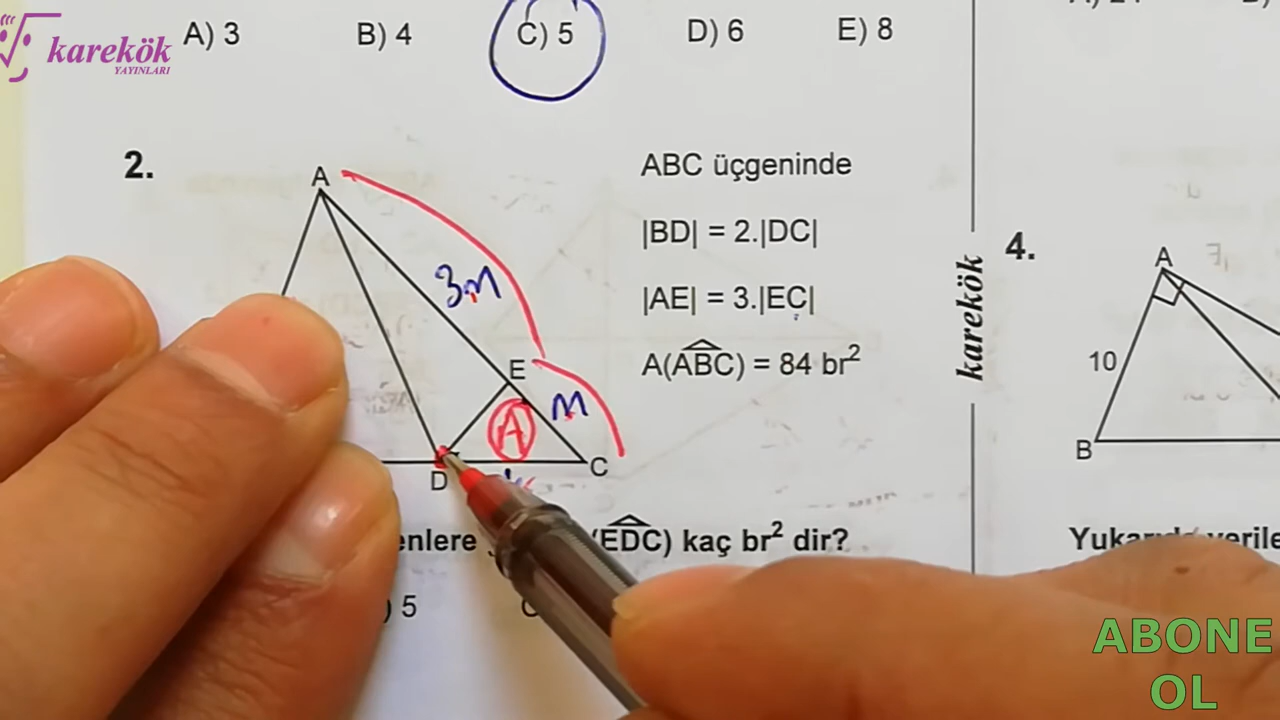 karekök
YAYINLARI
A) 3
B) 4
C) 5
D) 6
E) 8
2.
A
3m
E
m
A
D
C
ABC üçgeninde
|BD| = 2.|DC|
|AE| = 3.|EC|
A(ABC) = 84 br²
enlere
(EDC) kaç br² dir?
) 5
karekök
4.
A
10
B
ABONE
OL